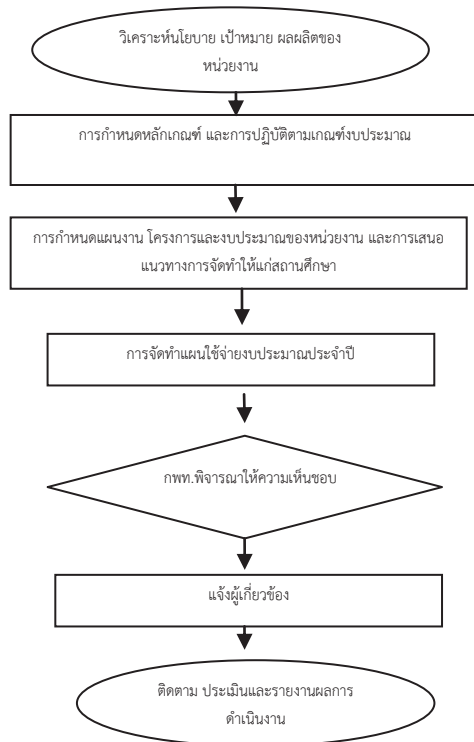 วิเคราะห์นโยบาย เป้าหมาย ผลผลิตของ
หน่วยงาน
การกำหนดหลักเกณฑ์ และการปฏิบัติตามเกณฑ์งบประมาณ
การกำหนดแผนงาน โครงการและงบประมาณของหน่วยงาน และการเสนอ
แนวทางการจัดทำให้แก่สถานศึกษา
การจัดทำแผนใช้จ่ายงบประมาณประจำปี
กพท.พิจารณาให้ความเห็นชอบ
แจ้งผู้เกี่ยวข้อง
ติดตาม ประเมินและรายงานผลการ
ดำเนินงาน